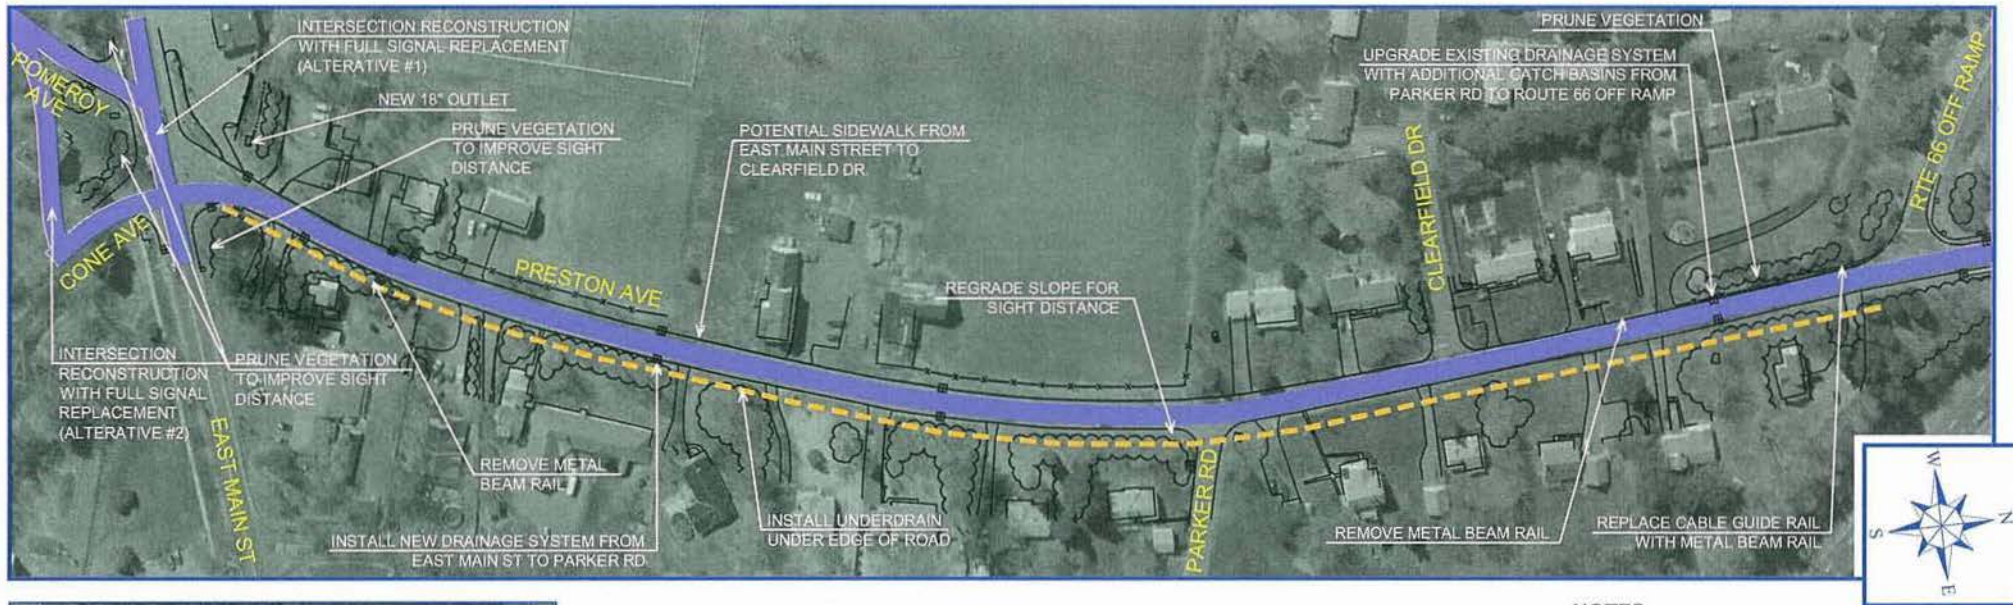 INTERSECTION RECONSTRUCTION
WITH FULL SIGNAL REPLACEMENT
(ALTERATIVE #1)
POMEROY
AVE
NEW 18" OUTLET
PRUNE VEGETATION
TO IMPROVE SIGHT
DISTANCE
POTENTIAL SIDEWALK FROM
EAST MAIN STREET TO
CLEARFIELD DR.
PRUNE VEGETATION
UPGRADE EXISTING DRAINAGE SYSTEM
WITH ADDITIONAL CATCH BASINS FROM
PARKER RD TO ROUTE 66 OFF RAMP
RTE 66 OFF RAMP
CLEARFIELD DR
CONE AVE
PRESTON AVE
REGRADE SLOPE FOR
SIGHT DISTANCE
INTERSECTION
RECONSTRUCTION
WITH FULL SIGNAL
REPLACEMENT
(ALTERATIVE #2)
PRUNE VEGETATION
TO IMPROVE SIGHT
DISTANCE
EAST MAIN ST
REMOVE METAL
BEAM RAIL
INSTALL NEW DRAINAGE SYSTEM FROM
EAST MAIN ST TO PARKER RD
INSTALL UNDERDRAIN
UNDER EDGE OF ROAD
PARKER RD
REMOVE METAL BEAM RAIL
REPLACE CABLE GUIDE RAIL
WITH METAL BEAM RAIL
W
N
S
E